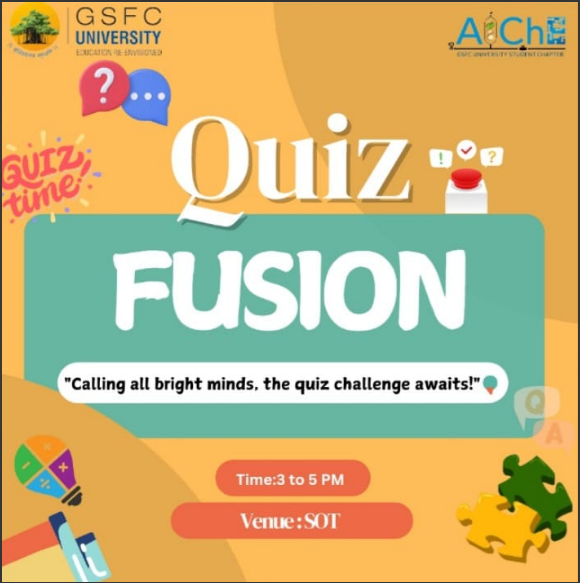 GSFC
UNIVERSITY
EDUCATION RE-ENVISIONED
AIChE
GSFC UNIVERSITY STUDENT CHAPTER
?
...
QUIZ
time!
Quiz
! ?
FUSION
"Calling all bright minds, the quiz challenge awaits!"
Q
A
Time:3 to 5 PM
Venue : SOT